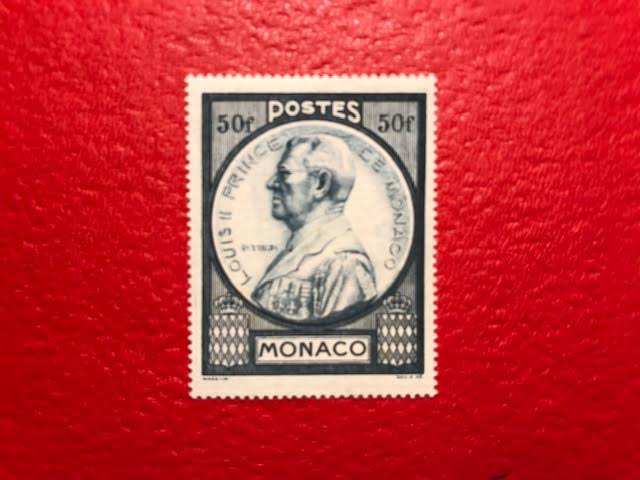 POSTES
50f 50f
LOUIS II PRINCE DE MONACO
MONACO